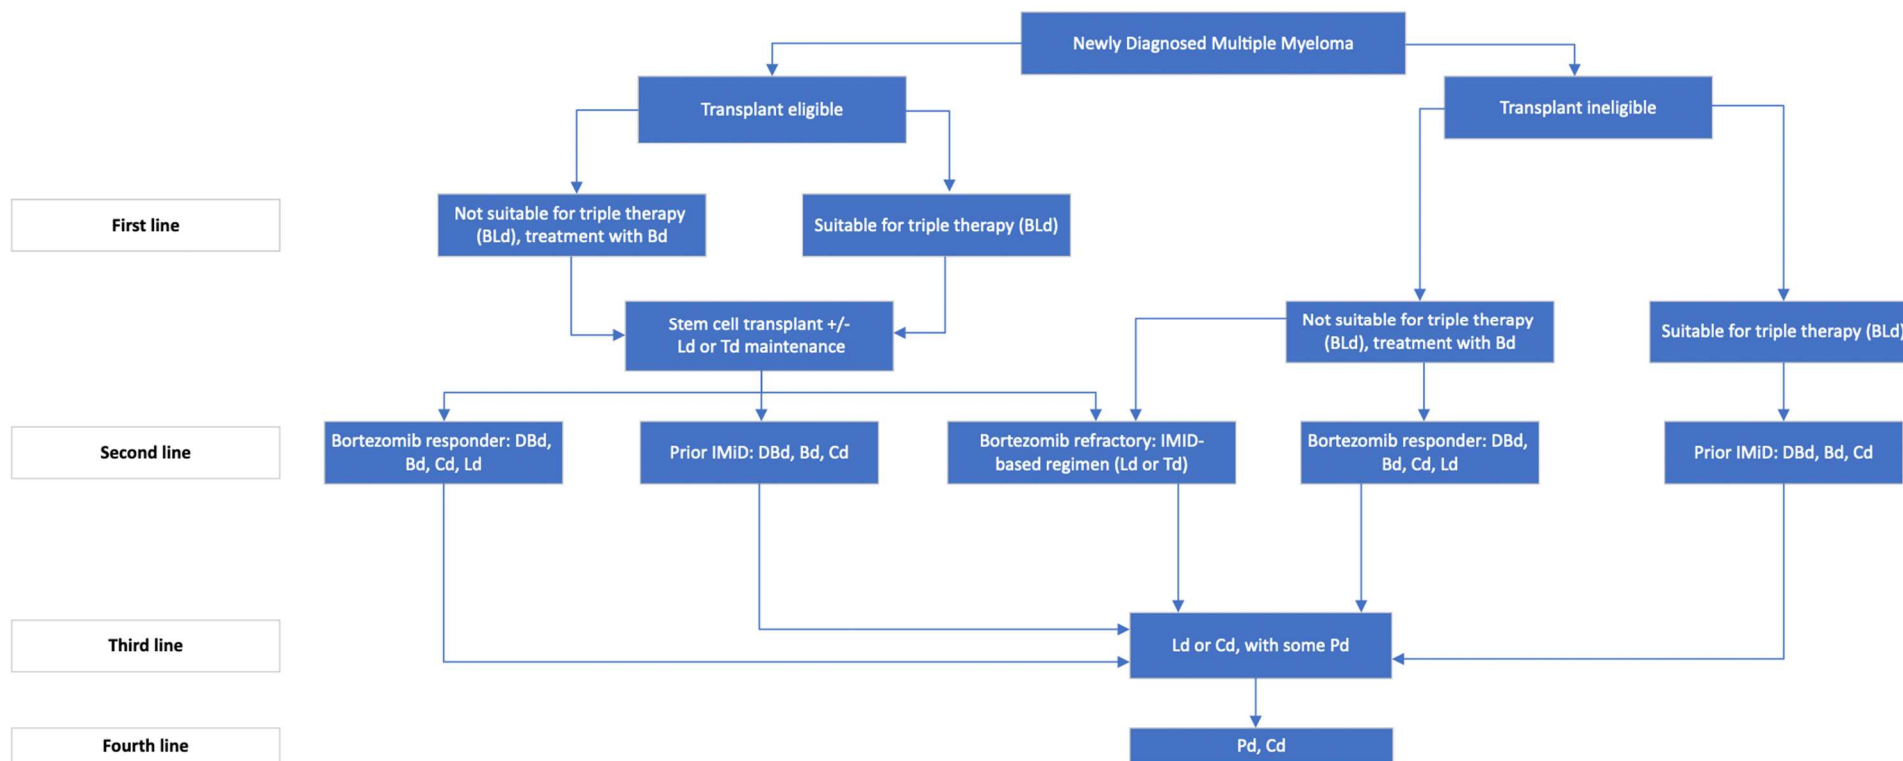 Newly Diagnosed Multiple Myeloma
Transplant eligible
Transplant ineligible
First line
Not suitable for triple therapy
(BLd), treatment with Bd
Suitable for triple therapy (BLd)
Stem cell transplant +/-
Ld or Td maintenance
Not suitable for triple therapy
(BLd), treatment with Bd
Suitable for triple therapy (BLd)
Second line
Bortezomib responder: DBd,
Bd, Cd, Ld
Prior IMiD: DBd, Bd, Cd
Bortezomib refractory: IMID-
based regimen (Ld or Td)
Bortezomib responder: DBd,
Bd, Cd, Ld
Prior IMiD: DBd, Bd, Cd
Third line
Ld or Cd, with some Pd
Fourth line
Pd, Cd